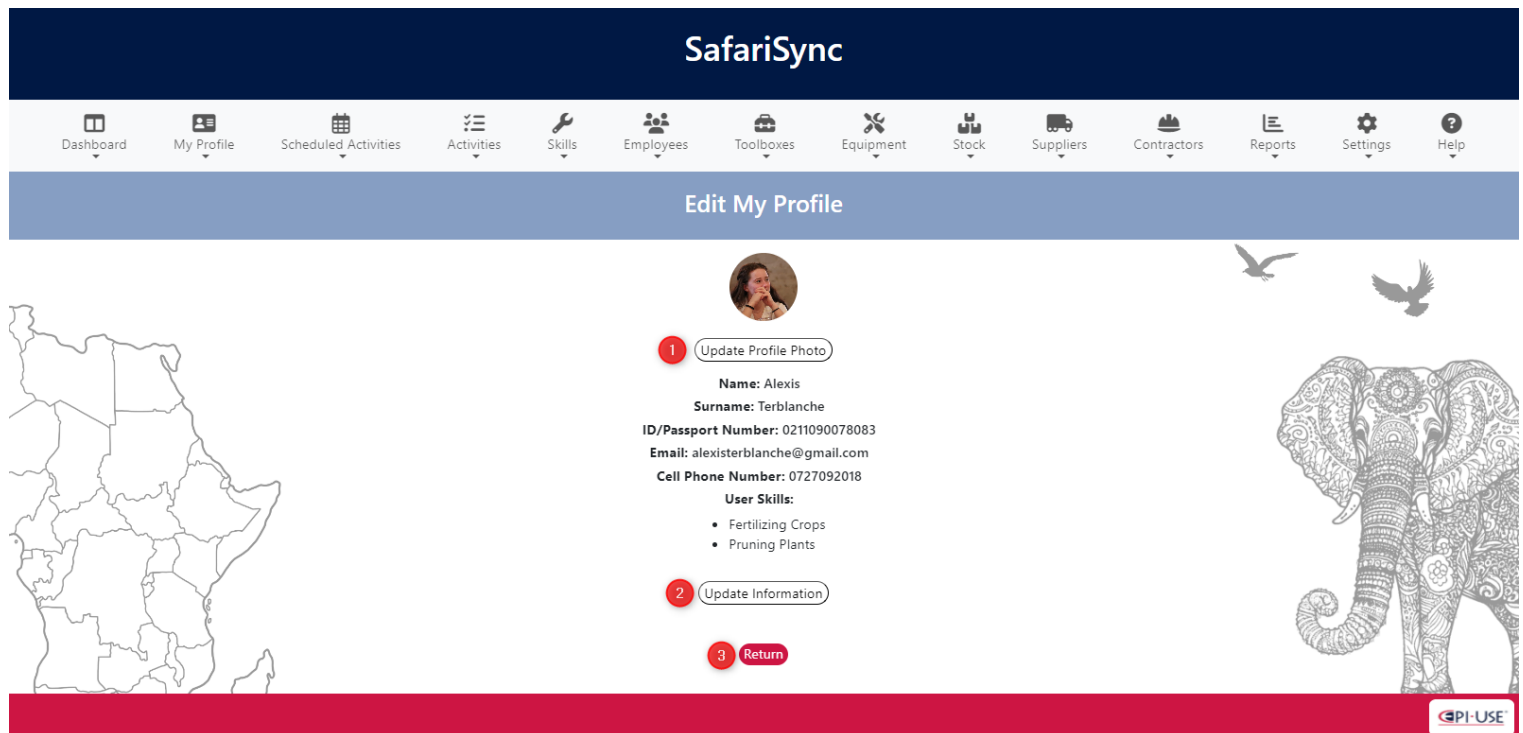 SafariSync
Dashboard My Profile Scheduled Activities Activities Skills Employees Toolboxes Equipment Stock Suppliers Contractors Reports Settings Help
Edit My Profile
1 Update Profile Photo
Name: Alexis
Surname: Terblanche
ID/Passport Number: 0211090078083
Email: alexisterblanche@gmail.com
Cell Phone Number: 0727092018
User Skills:
• Fertilizing Crops
• Pruning Plants
2 Update Information
3 Return
EPI-USE